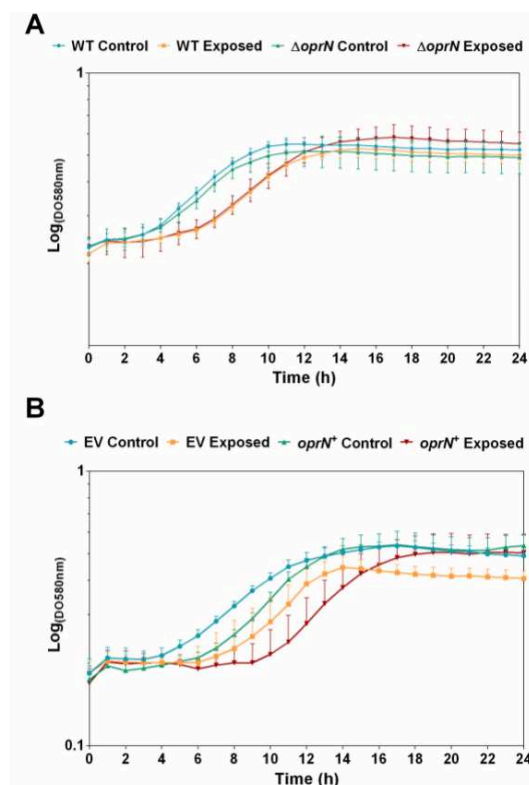 A
WT Control WT Exposed ΔoprN Control ΔoprN Exposed
1
Log(DO580nm)
0 2 4 6 8 10 12 14 16 18 20 22 24
Time (h)
B
EV Control EV Exposed oprN+ Control oprN+ Exposed
1
Log(DO580nm)
0.1
0 2 4 6 8 10 12 14 16 18 20 22 24
Time (h)